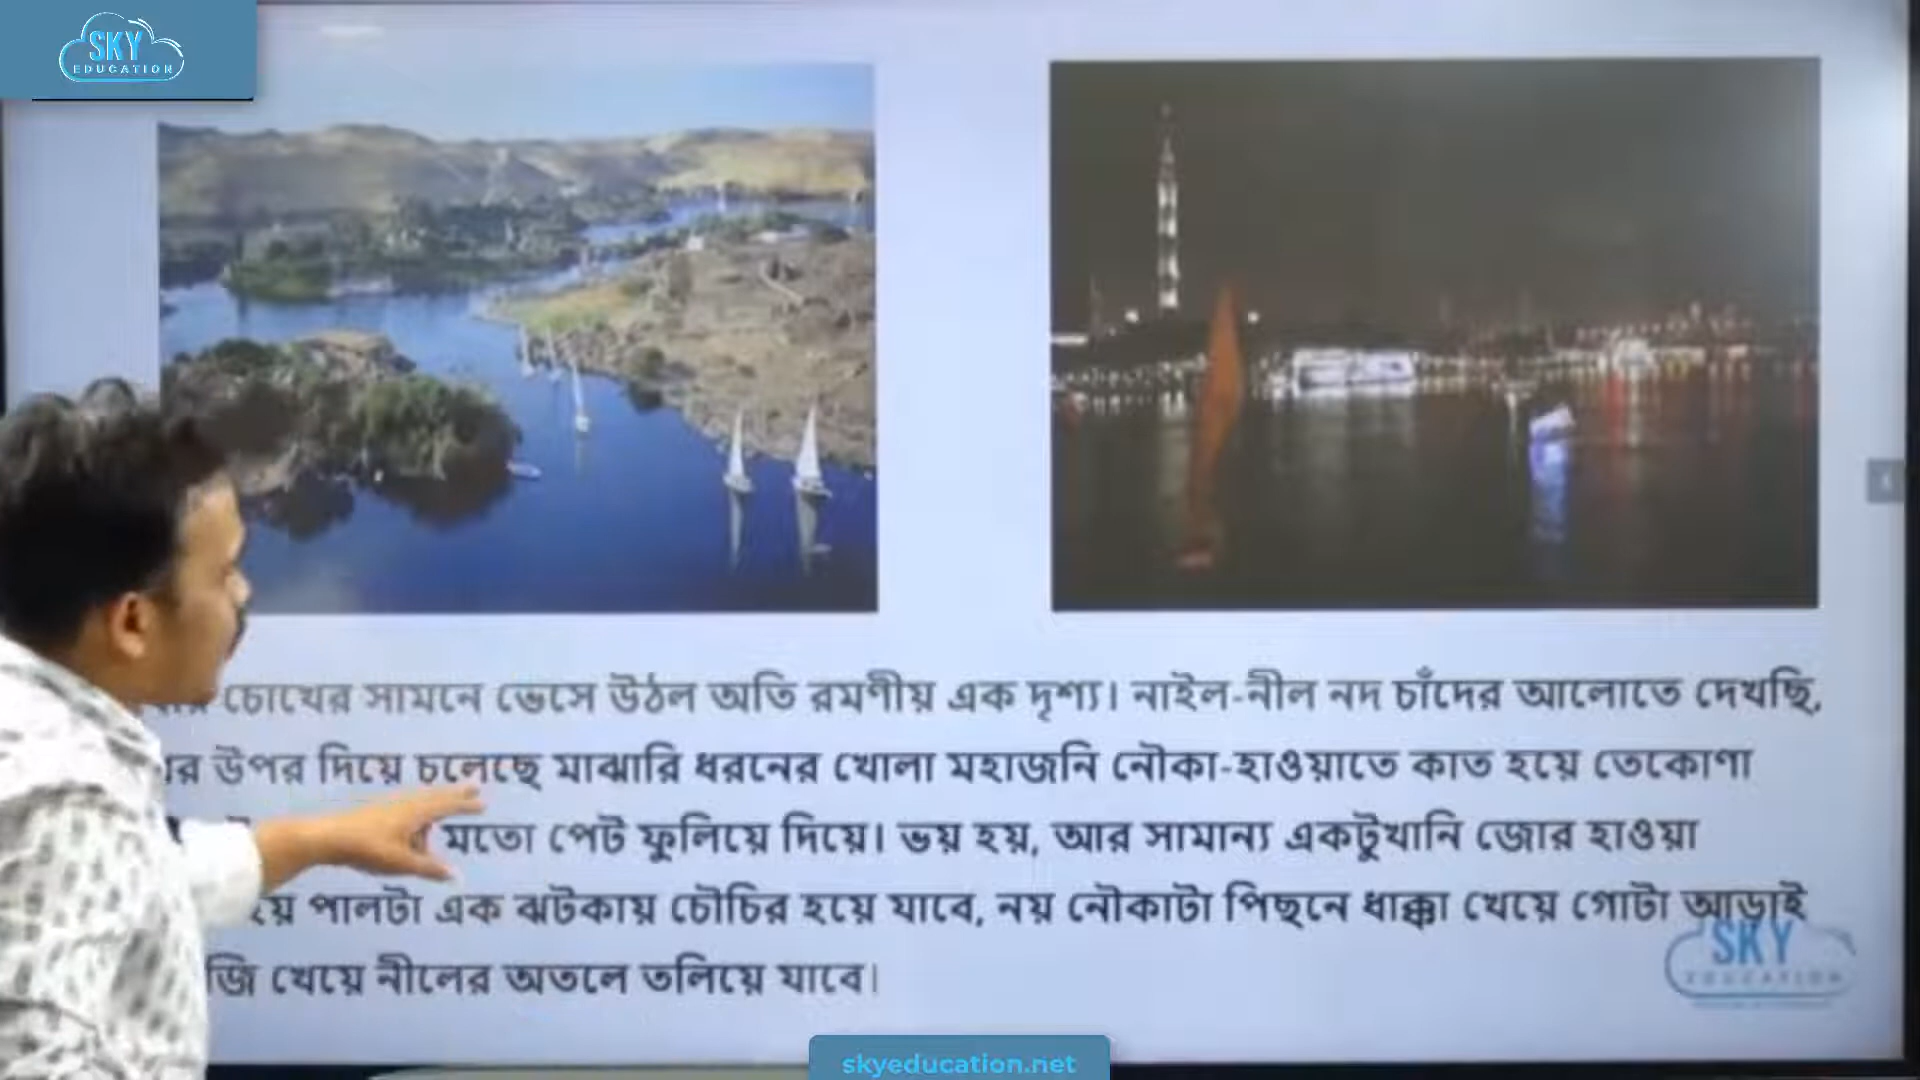 SKY
EDUCATION
চোখের সামনে ভেসে উঠল অতি রমণীয় এক দৃশ্য। নাইল-নীল নদ চাঁদের আলোতে দেখছি,
উপর দিয়ে চলেছে মাঝারি ধরনের খোলা মহাজনি নৌকা-হাওয়াতে কাত হয়ে তেকোণা
মতো পেট ফুলিয়ে দিয়ে। ভয় হয়, আর সামান্য একটুখানি জোর হাওয়া
পালটা এক ঝটকায় চৌচির হয়ে যাবে, নয় নৌকাটা পিছনে ধাক্কা খেয়ে গোটা আড়াই
খেয়ে নীলের অতলে তলিয়ে যাবে।
SKY
EDUCATION
skyeducation.net